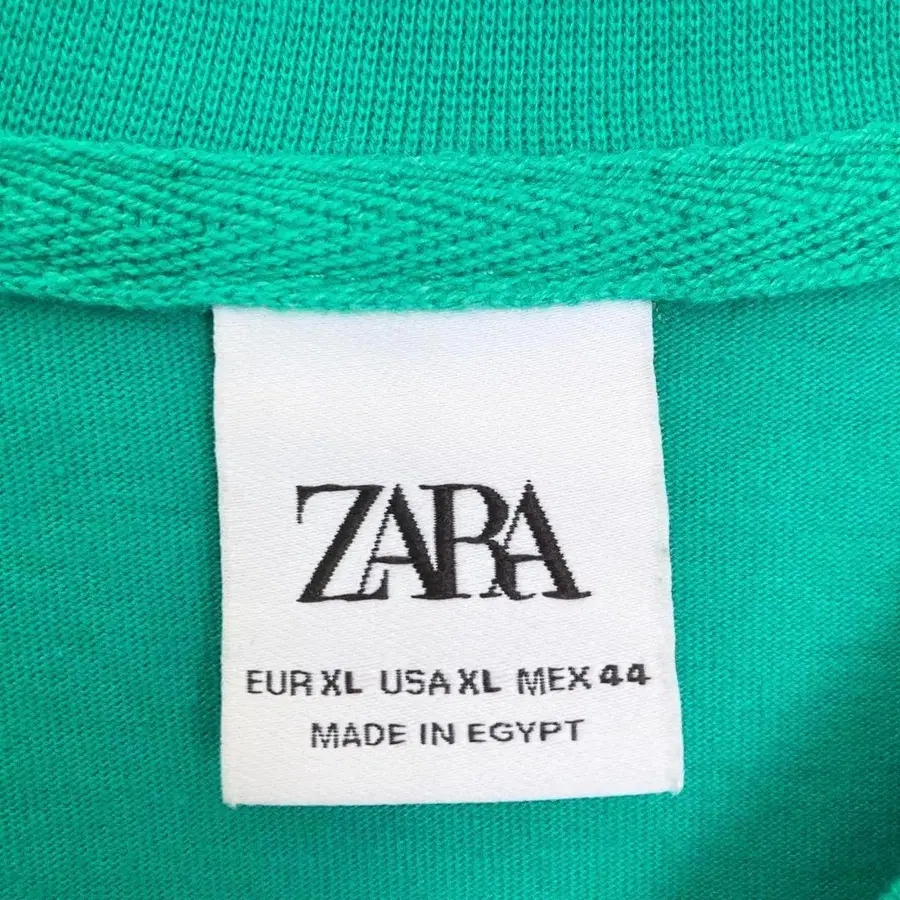 ZARA
EUR XL USA XL MEX 44
MADE IN EGYPT